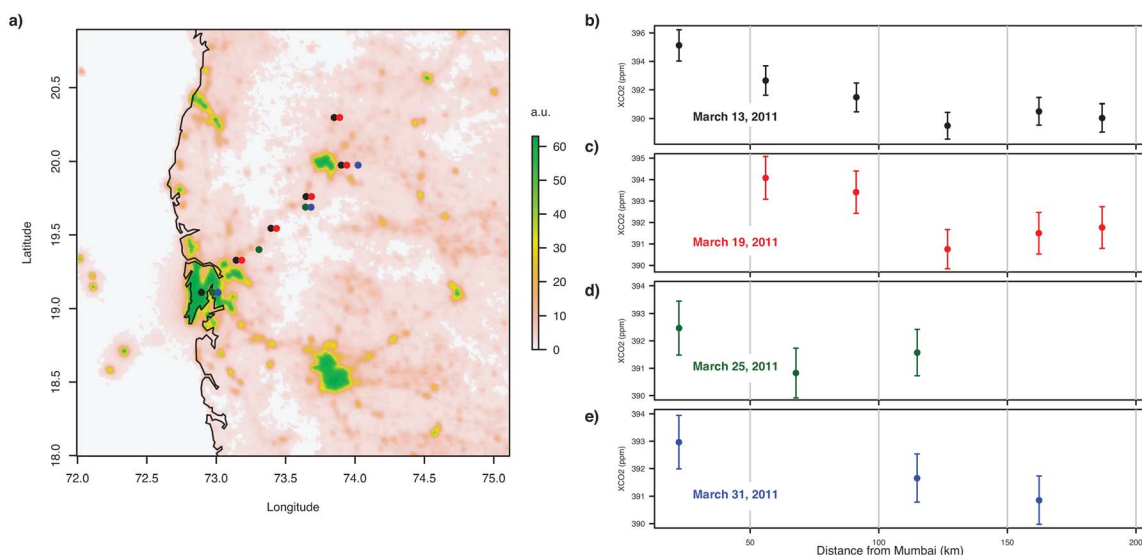 a)
20.5
20.0
19.5
19.0
18.5
18.0
Latitude
72.0 72.5 73.0 73.5 74.0 74.5 75.0
Longitude
a.u.
60
50
40
30
20
10
0
b)
396
394
392
390
XCO2 (ppm)
March 13, 2011
c)
395
394
393
392
391
390
XCO2 (ppm)
March 19, 2011
d)
394
393
392
391
390
XCO2 (ppm)
March 25, 2011
e)
394
393
392
391
390
XCO2 (ppm)
March 31, 2011
50 100 150 200
Distance from Mumbai (km)